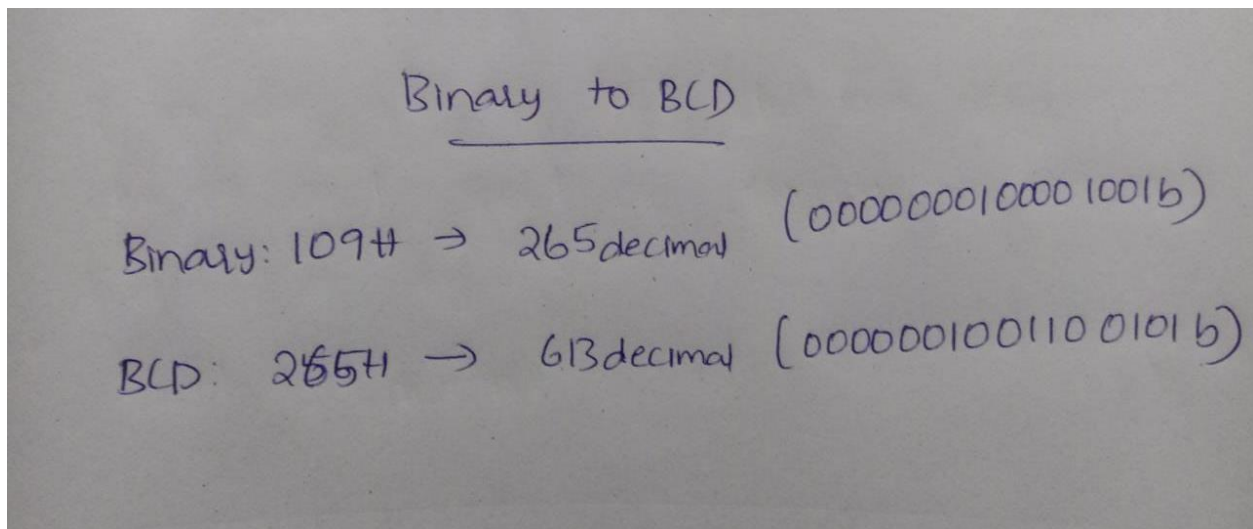 Binary to BCD
Binary: 109H → 265decimal (0000000100001001b)
BCD: 265H → 613decimal (0000001001100101b)